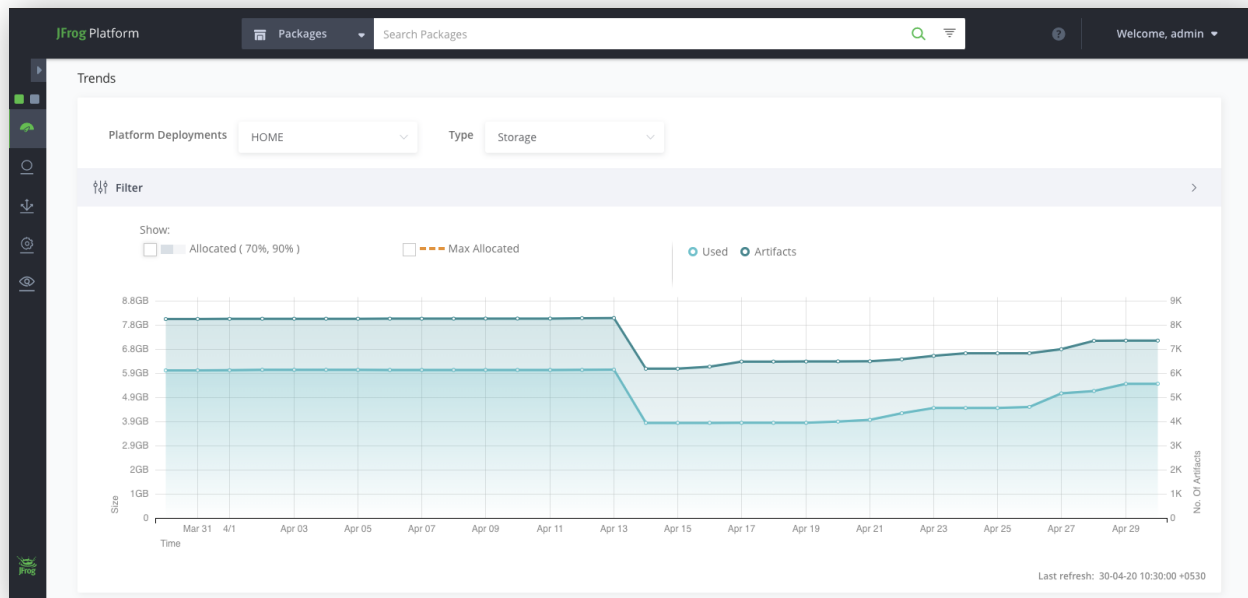 JFrog Platform
Packages
Search Packages
Welcome, admin
Trends
Platform Deployments
HOME
Type
Storage
Filter
Show:
Allocated ( 70%, 90% )
Max Allocated
Used
Artifacts
8.8GB
7.8GB
6.8GB
5.9GB
4.9GB
3.9GB
2.9GB
2GB
1GB
0
Size
9K
8K
7K
6K
5K
4K
3K
2K
1K
0
No. Of Artifacts
Mar 31 4/1 Apr 03 Apr 05 Apr 07 Apr 09 Apr 11 Apr 13 Apr 15 Apr 17 Apr 19 Apr 21 Apr 23 Apr 25 Apr 27 Apr 29
Time
JFrog
Last refresh: 30-04-20 10:30:00 +0530